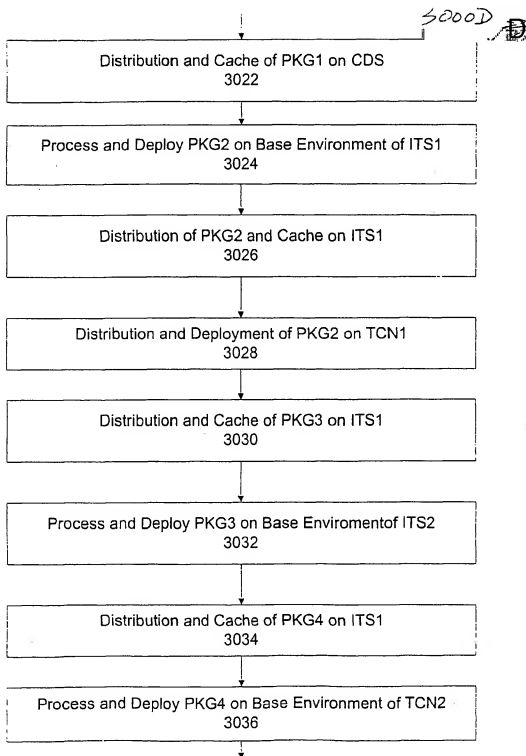 3000D
Distribution and Cache of PKG1 on CDS
3022
Process and Deploy PKG2 on Base Environment of ITS1
3024
Distribution of PKG2 and Cache on ITS1
3026
Distribution and Deployment of PKG2 on TCN1
3028
Distribution and Cache of PKG3 on ITS1
3030
Process and Deploy PKG3 on Base Enviromentof ITS2
3032
Distribution and Cache of PKG4 on ITS1
3034
Process and Deploy PKG4 on Base Environment of TCN2
3036